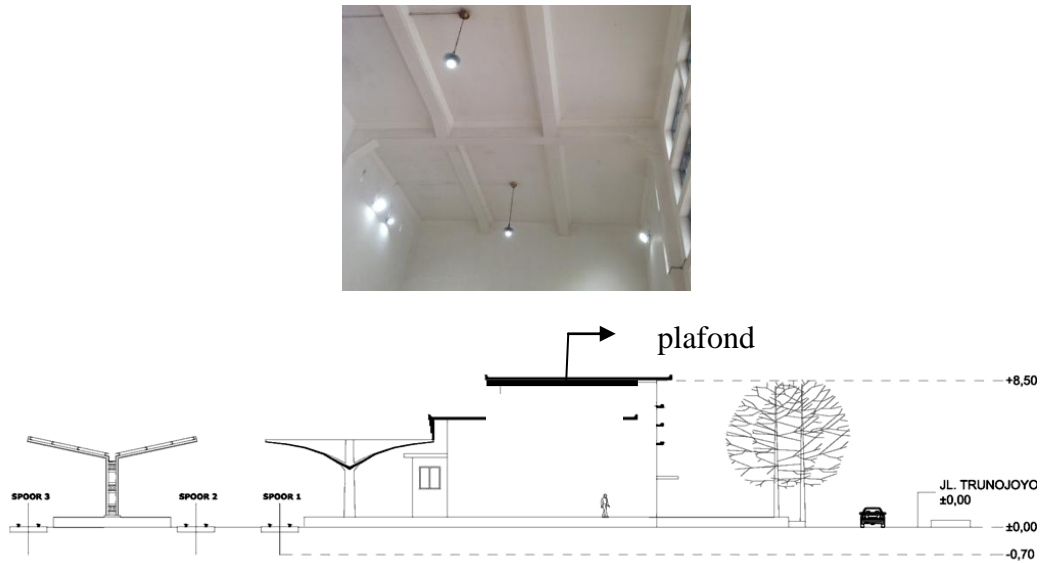 plafond
±8,50
SPOOR 3
SPOOR 2
SPOOR 1
JL. TRUNOJOYO
±0,00
±0,00
-0,70